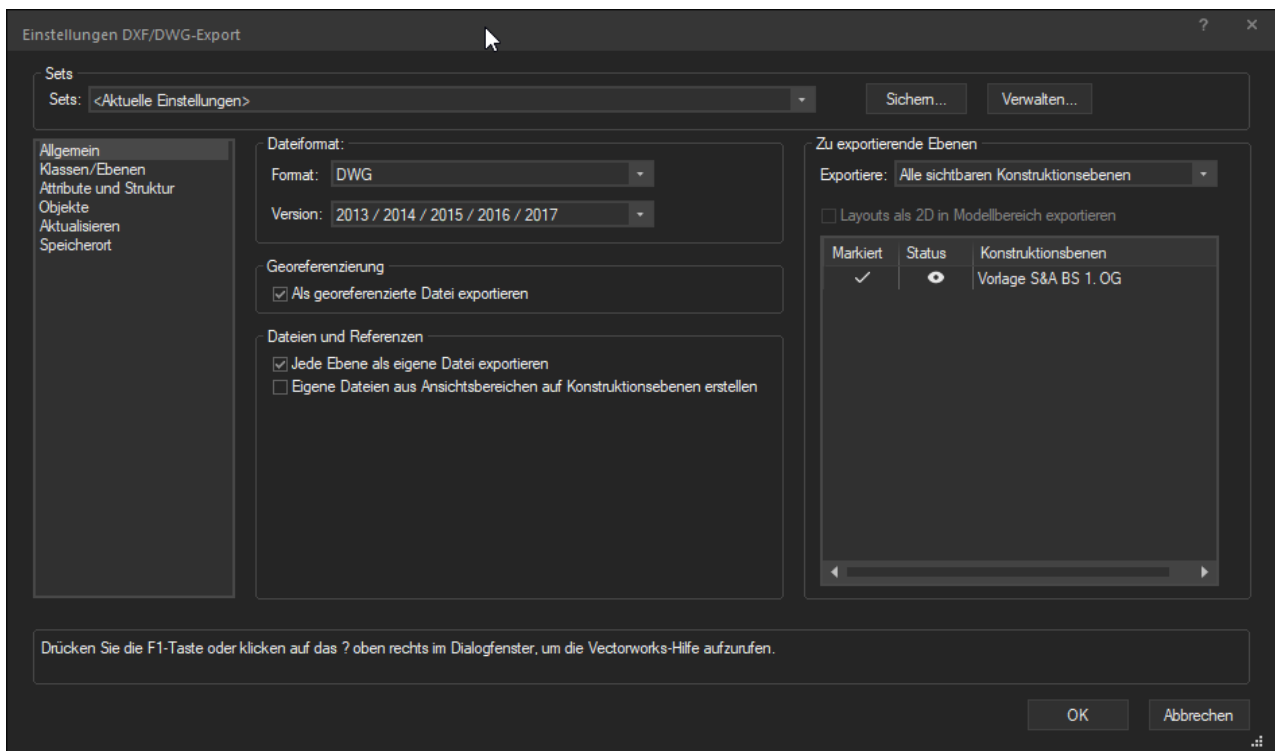 Einstellungen DXF/DWG-Export
? ×
Sets
Sets: <Aktuelle Einstellungen>
Sichern...
Verwalten...
Allgemein
Klassen/Ebenen
Attribute und Struktur
Objekte
Aktualisieren
Speicherort
Dateiformat:
Format: DWG
Version: 2013 / 2014 / 2015 / 2016 / 2017
Georeferenzierung
Als georeferenzierte Datei exportieren
Dateien und Referenzen
Jede Ebene als eigene Datei exportieren
Eigene Dateien aus Ansichtsbereichen auf Konstruktionsebenen erstellen
Zu exportierende Ebenen
Exportiere: Alle sichtbaren Konstruktionsebenen
Layouts als 2D in Modellbereich exportieren
Markiert Status Konstruktionsbenen
Vorlage S&A BS 1. OG
Drücken Sie die F1-Taste oder klicken auf das ? oben rechts im Dialogfenster, um die Vectorworks-Hilfe aufzurufen.
OK
Abbrechen